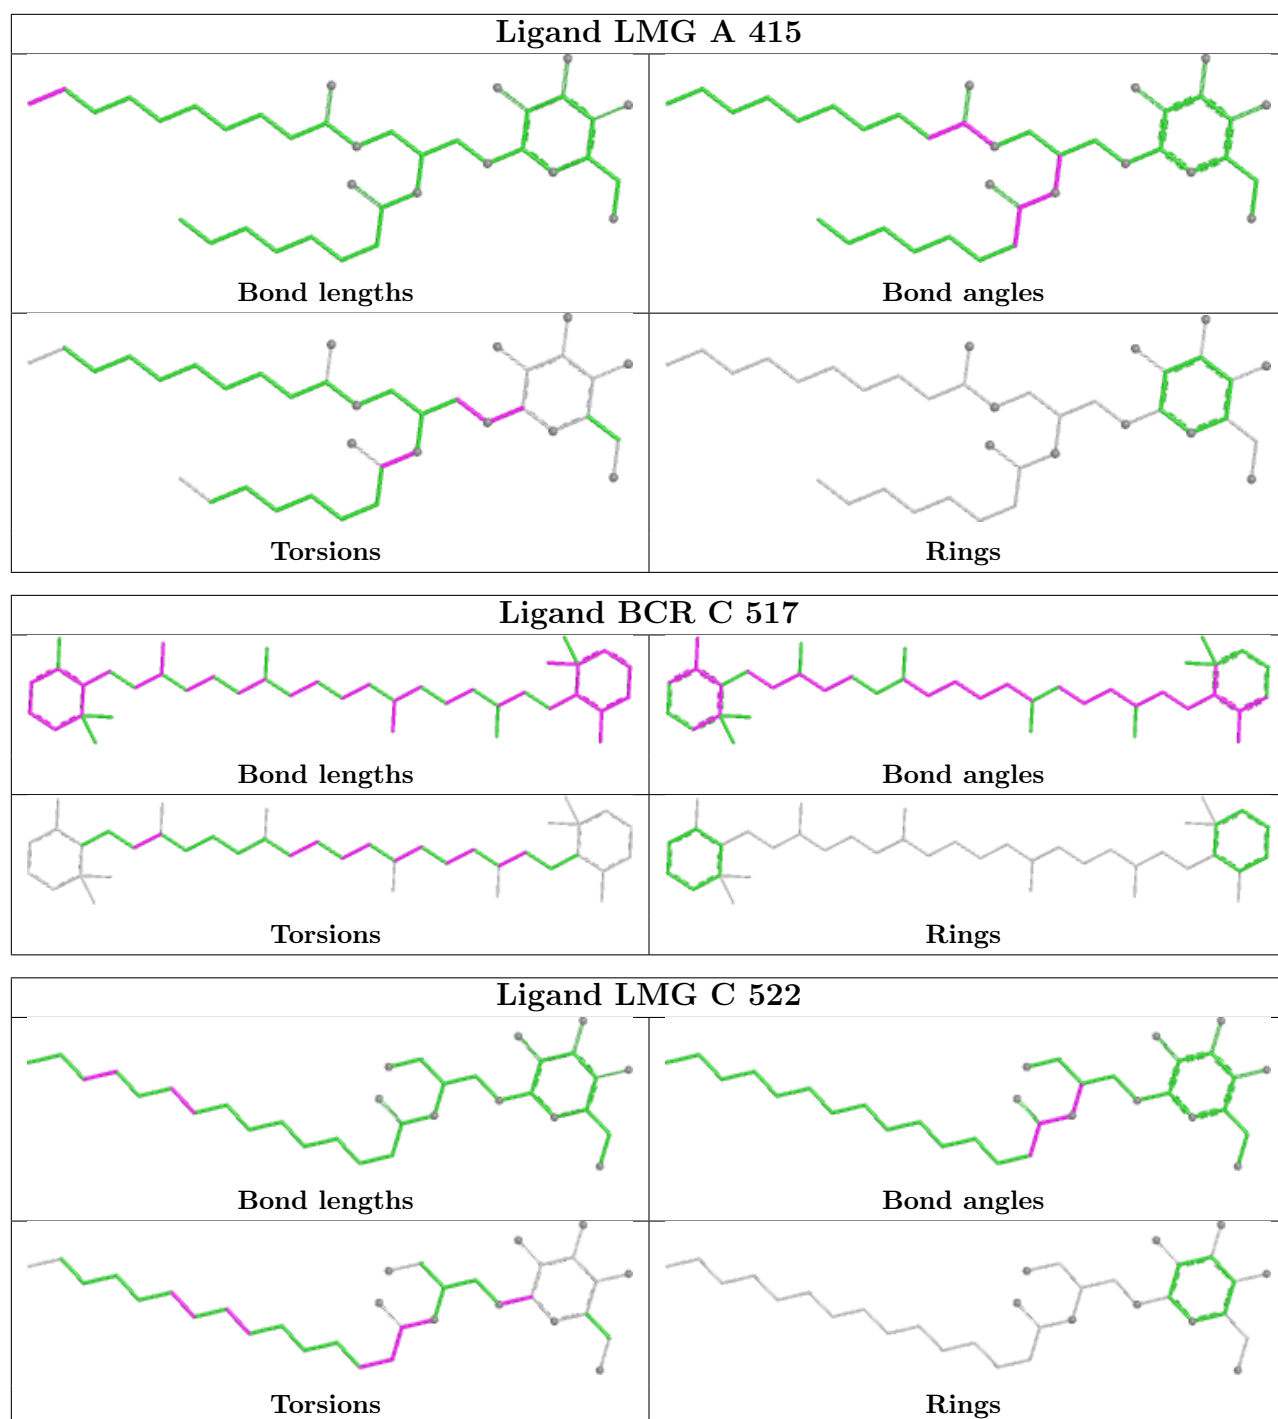 Ligand LMG A 415
Bond lengths
Bond angles
Torsions
Rings
Ligand BCR C 517
Bond lengths
Bond angles
Torsions
Rings
Ligand LMG C 522
Bond lengths
Bond angles
Torsions
Rings